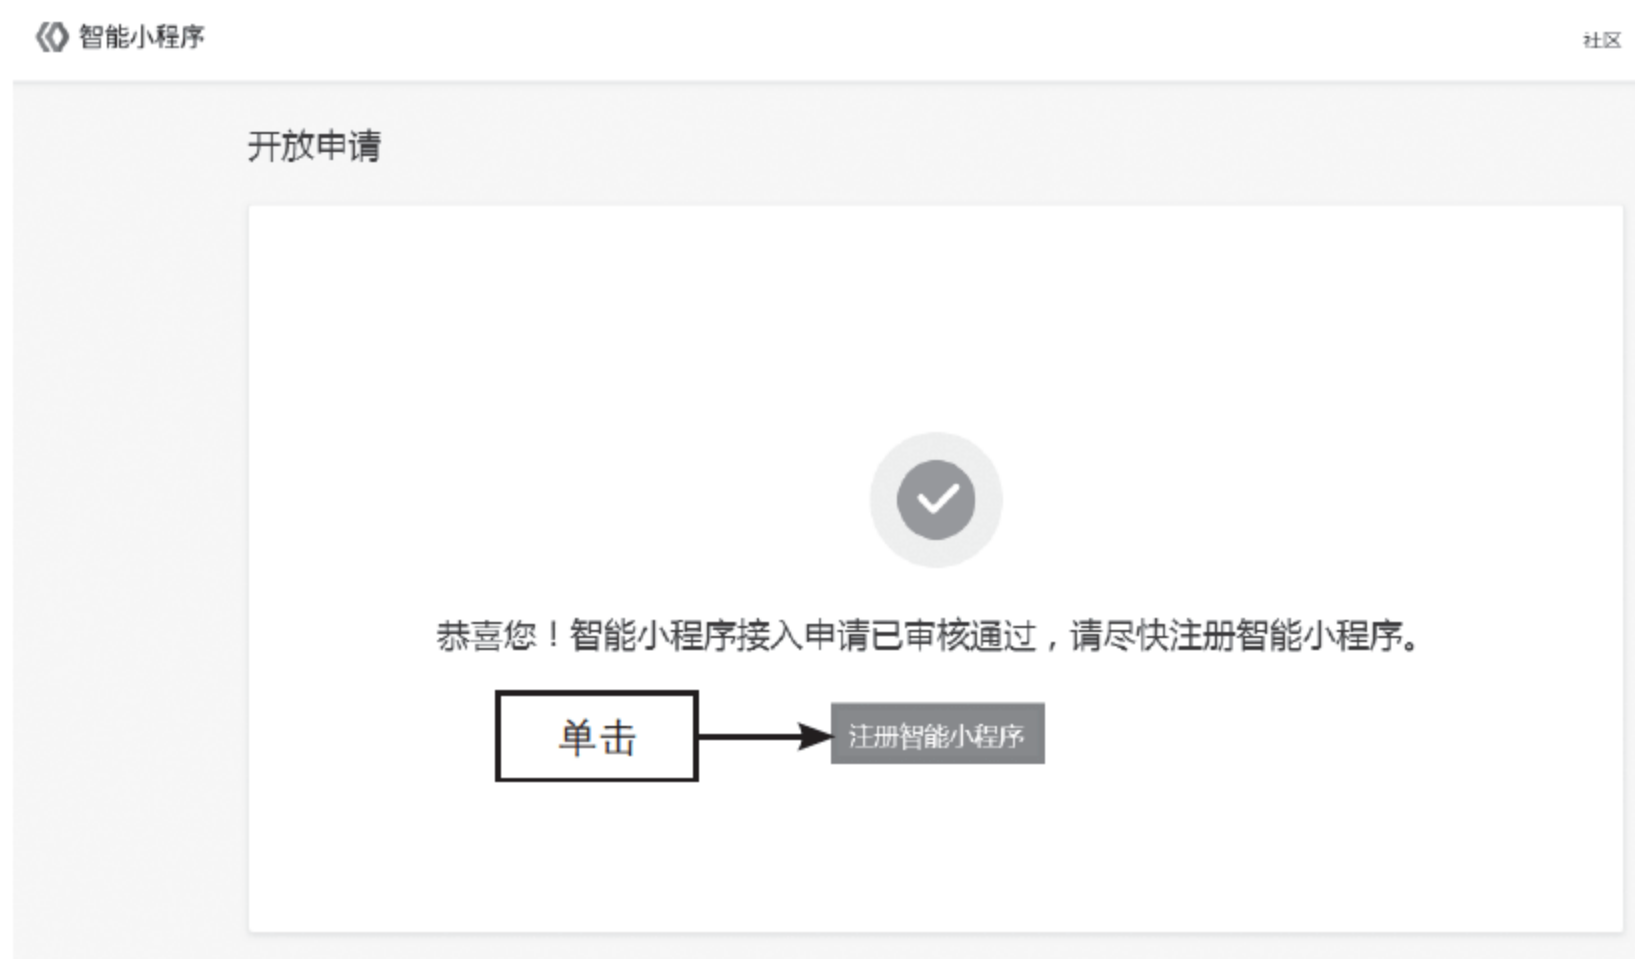 智能小程序
社区
开放申请
恭喜您！智能小程序接入申请已审核通过，请尽快注册智能小程序。
单击
注册智能小程序